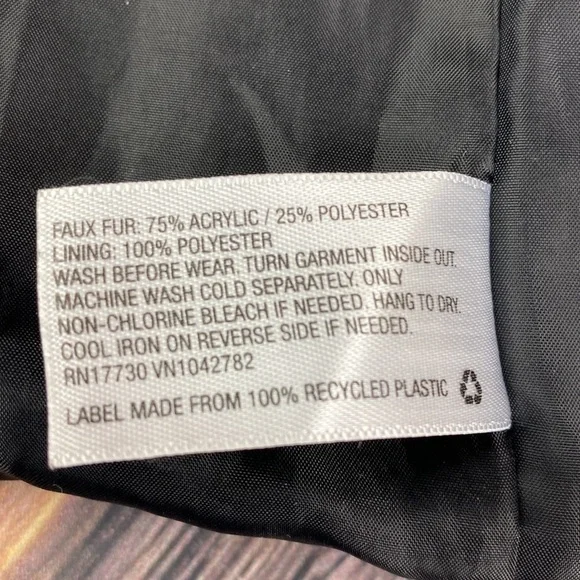 FAUX FUR: 75% ACRYLIC / 25% POLYESTER
LINING: 100% POLYESTER
WASH BEFORE WEAR. TURN GARMENT INSIDE OUT.
MACHINE WASH COLD SEPARATELY. ONLY
NON-CHLORINE BLEACH IF NEEDED. HANG TO DRY.
COOL IRON ON REVERSE SIDE IF NEEDED.
RN17730 VN1042782
LABEL MADE FROM 100% RECYCLED PLASTIC